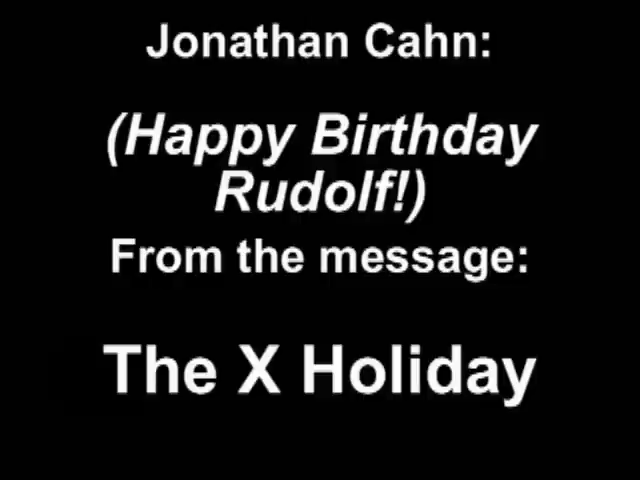 Jonathan Cahn:
(Happy Birthday
Rudolf!)
From the message:
The X Holiday